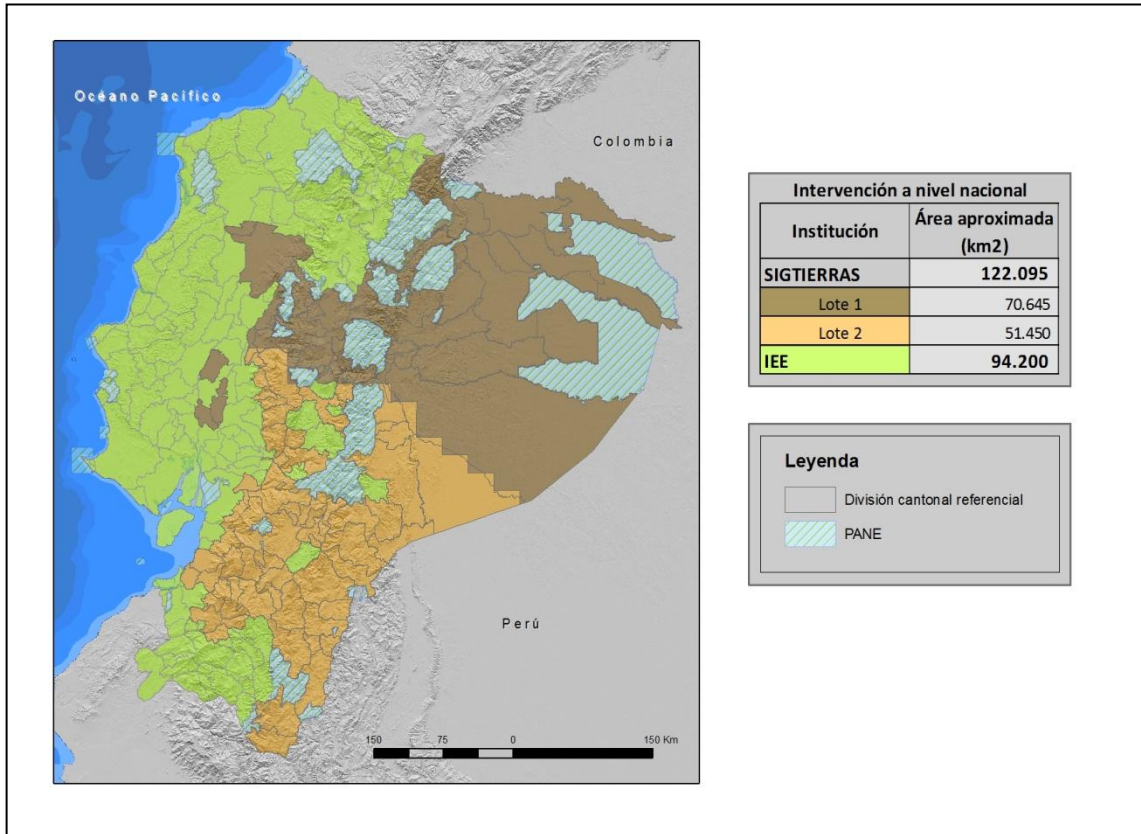 Océano Pacífico
Colombia
Perú
150 75 0 150 Km
Intervención a nivel nacional
Institución Área aproximada (km2)
SIGTIERRAS 122.095
Lote 1 70.645
Lote 2 51.450
IEE 94.200
Leyenda
División cantonal referencial
PANE